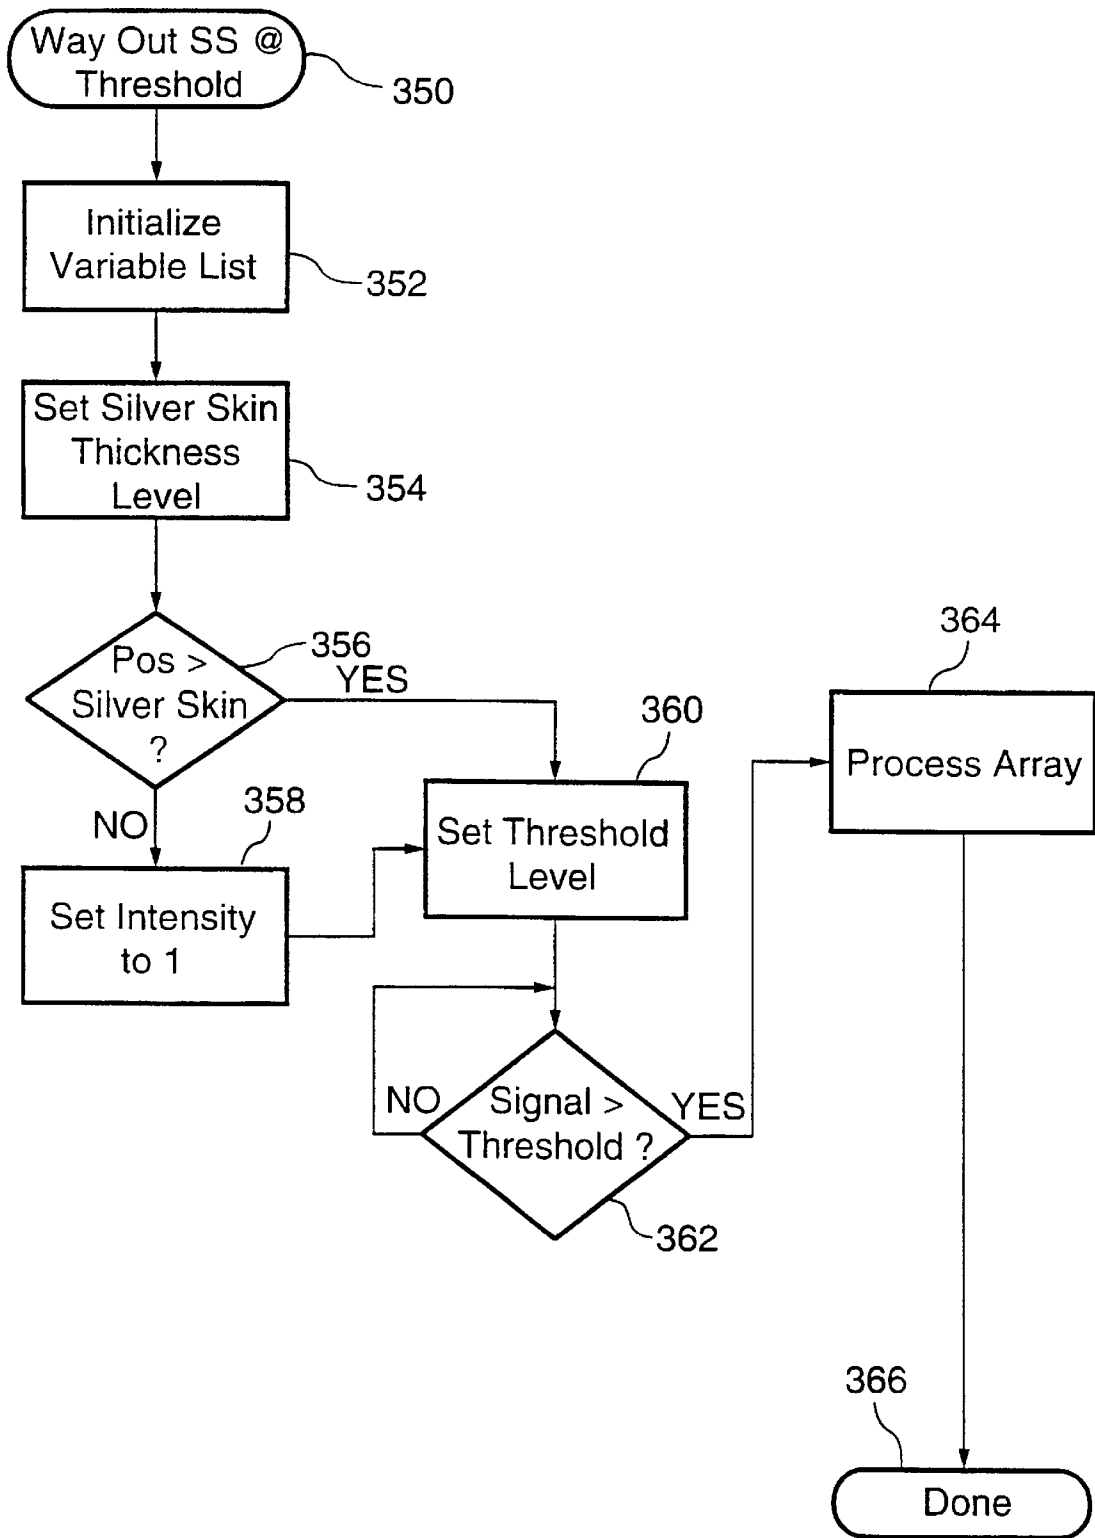 Way Out SS @
Threshold
350
Initialize
Variable List
352
Set Silver Skin
Thickness
Level
354
356
Pos >
Silver Skin
?
YES
NO
358
Set Intensity
to 1
360
Set Threshold
Level
NO
Signal >
Threshold ?
YES
362
364
Process Array
366
Done